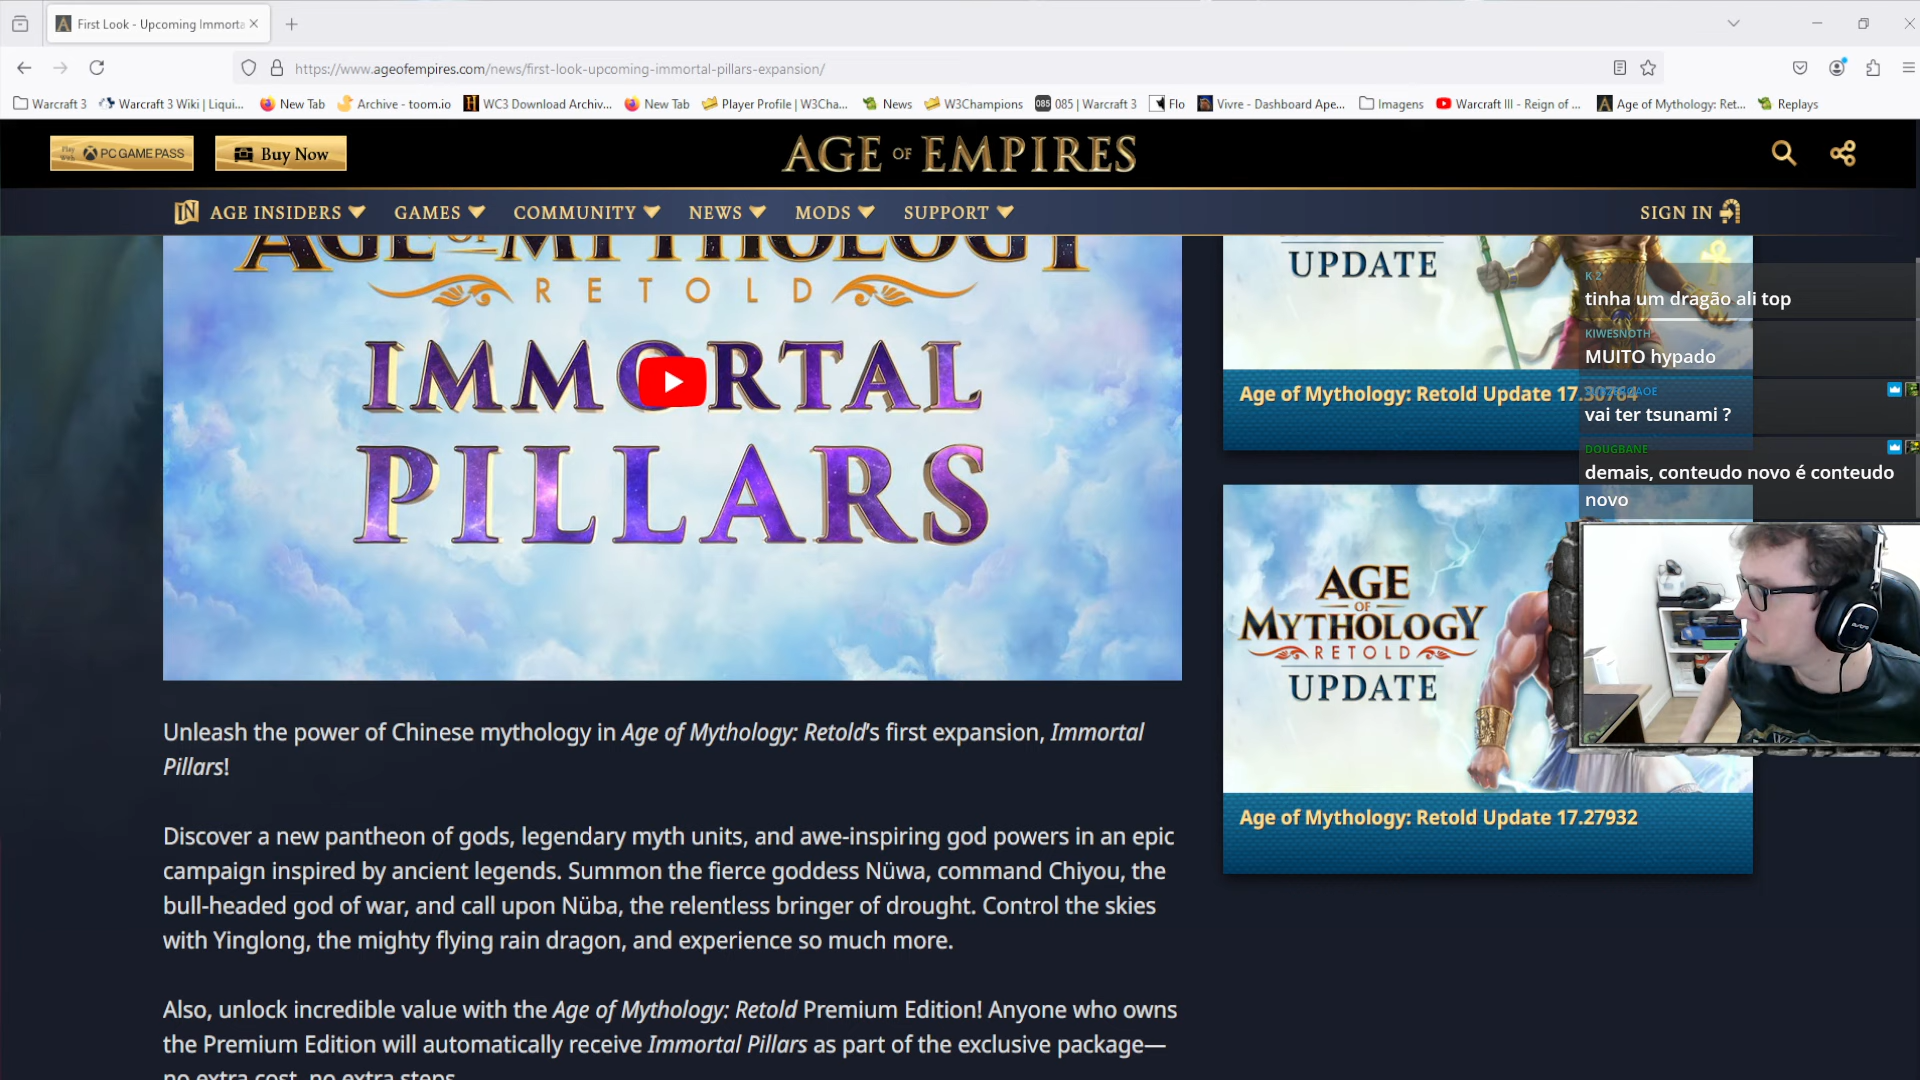 First Look - Upcoming Immorta
https://www.ageofempires.com/news/first-look-upcoming-immortal-pillars-expansion/
Warcraft 3
Warcraft 3 Wiki | Liqui...
New Tab
Archive - toom.io
WC3 Download Archiv...
New Tab
Player Profile | W3Cha...
News
W3Champions
085 | Warcraft 3
Flo
Vivre - Dashboard Ape...
Imagens
Warcraft III - Reign of ...
Age of Mythology: Ret...
Replays
PC GAME PASS
Buy Now
AGE OF EMPIRES
IN AGE INSIDERS
GAMES
COMMUNITY
NEWS
MODS
SUPPORT
SIGN IN
AGE OF MYTHOLOGY
RETOLD
IMMORTAL
PILLARS
UPDATE
Age of Mythology: Retold Update 17.30764
K 2
tinha um dragão ali top
KIWESNOTH
MUITO hypado
vai ter tsunami ?
DOUGBANE
demais, conteudo novo é conteudo
novo
AGE
OF
MYTHOLOGY
RETOLD
UPDATE
Age of Mythology: Retold Update 17.27932
Unleash the power of Chinese mythology in Age of Mythology: Retold's first expansion, Immortal
Pillars!
Discover a new pantheon of gods, legendary myth units, and awe-inspiring god powers in an epic
campaign inspired by ancient legends. Summon the fierce goddess Nüwa, command Chiyou, the
bull-headed god of war, and call upon Nüba, the relentless bringer of drought. Control the skies
with Yinglong, the mighty flying rain dragon, and experience so much more.
Also, unlock incredible value with the Age of Mythology: Retold Premium Edition! Anyone who owns
the Premium Edition will automatically receive Immortal Pillars as part of the exclusive package—
no extra cost, no extra steps.